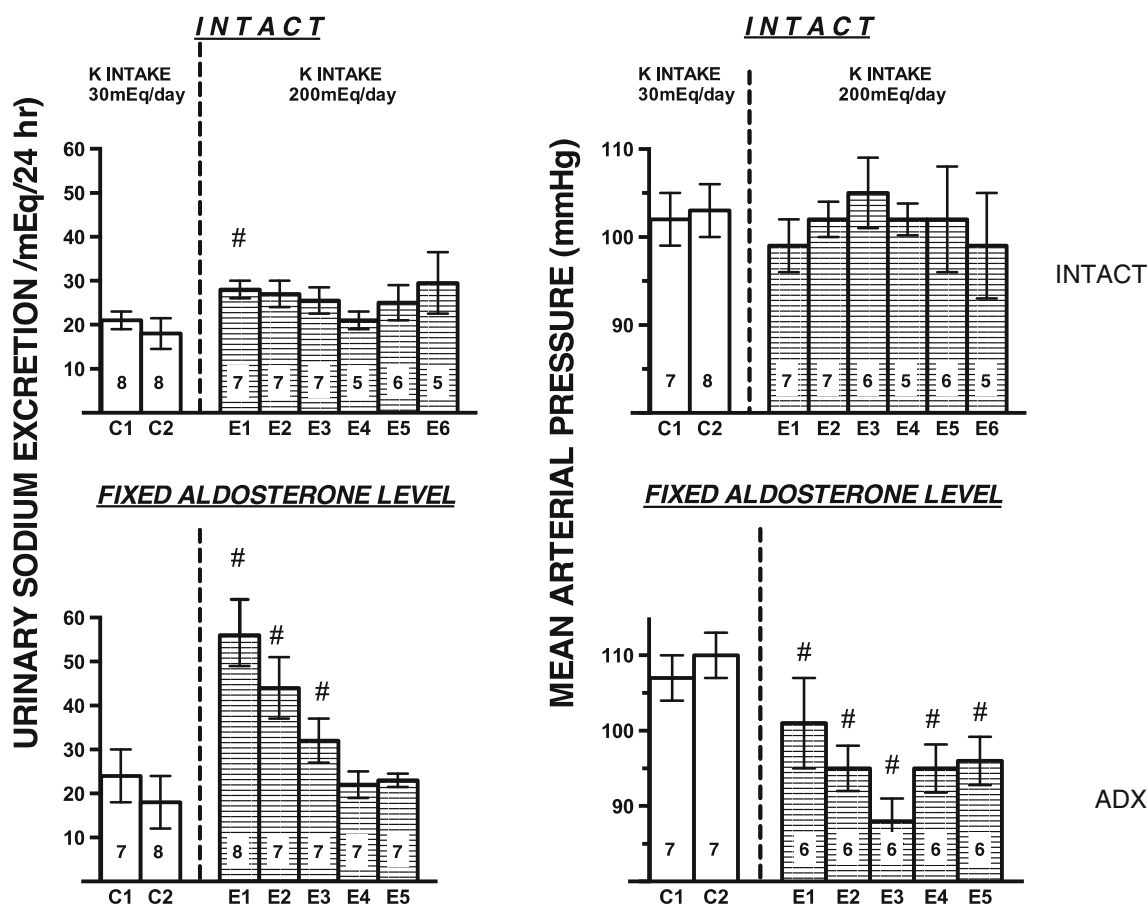 URINARY SODIUM EXCRETION /mEq/24 hr)
I N T A C T
K INTAKE
30mEq/day
K INTAKE
200mEq/day
60
50
40
30
20
10
#
8 8 7 7 7 5 6 5
C1 C2 E1 E2 E3 E4 E5 E6
FIXED ALDOSTERONE LEVEL
60
50
40
30
20
10
# # #
7 8 8 7 7 7 7
C1 C2 E1 E2 E3 E4 E5
MEAN ARTERIAL PRESSURE (mmHg)
I N T A C T
K INTAKE
30mEq/day
K INTAKE
200mEq/day
110
100
90
7 8 7 7 6 5 6 5
C1 C2 E1 E2 E3 E4 E5 E6
INTACT
FIXED ALDOSTERONE LEVEL
110
100
90
# # # # #
7 7 6 6 6 6 6
C1 C2 E1 E2 E3 E4 E5
ADX